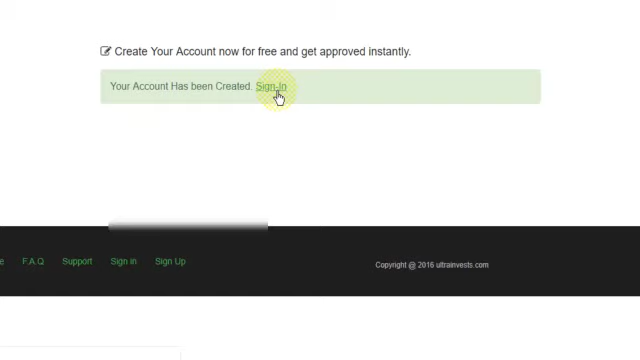 Create Your Account now for free and get approved instantly.
Your Account Has been Created. Sign-In
F.A.Q Support Sign in Sign Up
Copyright @ 2016 ultrainvests.com